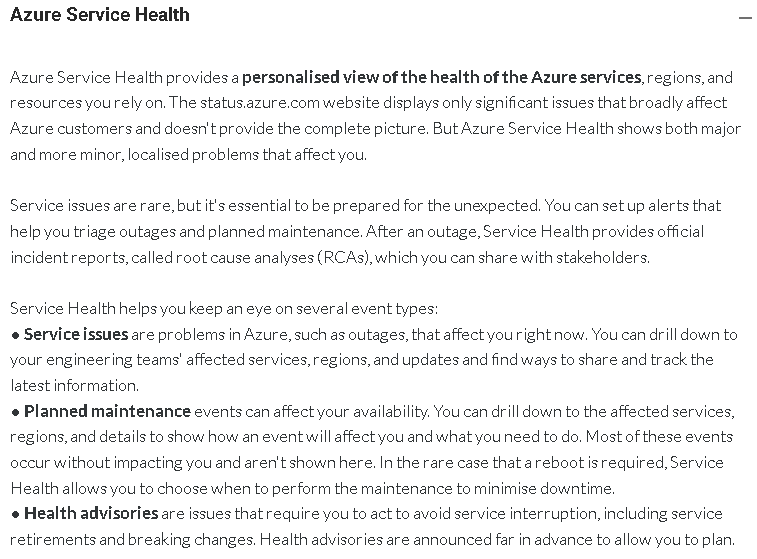 Azure Service Health
Azure Service Health provides a personalised view of the health of the Azure services, regions, and
resources you rely on. The status.azure.com website displays only significant issues that broadly affect
Azure customers and doesn't provide the complete picture. But Azure Service Health shows both major
and more minor, localised problems that affect you.
Service issues are rare, but it's essential to be prepared for the unexpected. You can set up alerts that
help you triage outages and planned maintenance. After an outage, Service Health provides official
incident reports, called root cause analyses (RCAs), which you can share with stakeholders.
Service Health helps you keep an eye on several event types:
● Service issues are problems in Azure, such as outages, that affect you right now. You can drill down to
your engineering teams' affected services, regions, and updates and find ways to share and track the
latest information.
● Planned maintenance events can affect your availability. You can drill down to the affected services,
regions, and details to show how an event will affect you and what you need to do. Most of these events
occur without impacting you and aren't shown here. In the rare case that a reboot is required, Service
Health allows you to choose when to perform the maintenance to minimise downtime.
● Health advisories are issues that require you to act to avoid service interruption, including service
retirements and breaking changes. Health advisories are announced far in advance to allow you to plan.